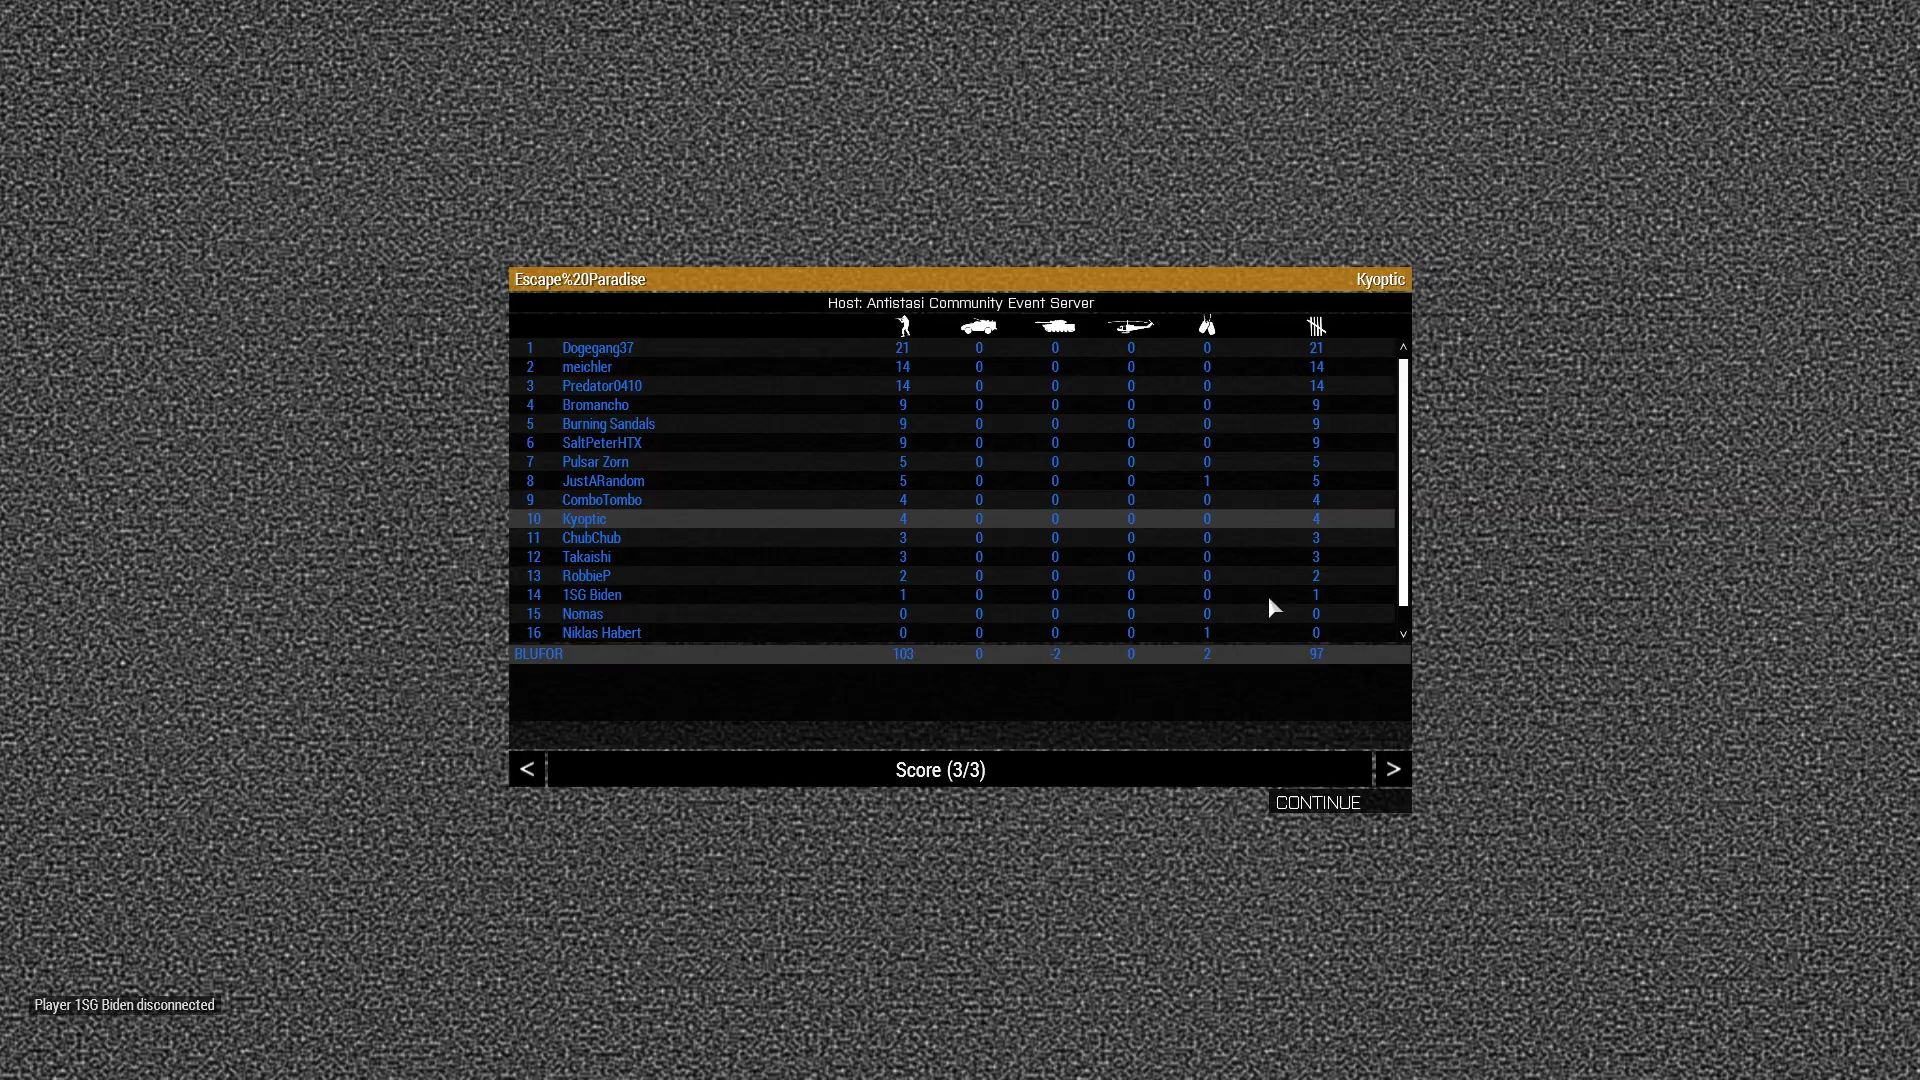 Escape%20Paradise Kyoptic
Host: Antistasi Community Event Server
1 Dogegang37 21 0 0 0 0 21
2 meichler 14 0 0 0 0 14
3 Predator0410 14 0 0 0 0 14
4 Bromancho 9 0 0 0 0 9
5 Burning Sandals 9 0 0 0 0 9
6 SaltPeterHTX 9 0 0 0 0 9
7 Pulsar Zorn 5 0 0 0 0 5
8 JustARandom 5 0 0 0 1 5
9 ComboTombo 4 0 0 0 0 4
10 Kyoptic 4 0 0 0 0 4
11 ChubChub 3 0 0 0 0 3
12 Takaishi 3 0 0 0 0 3
13 RobbieP 2 0 0 0 0 2
14 1SG Biden 1 0 0 0 0 1
15 Nomas 0 0 0 0 0 0
16 Niklas Habert 0 0 0 0 1 0
BLUFOR 103 0 -2 0 2 97
< Score (3/3) >
CONTINUE
Player 1SG Biden disconnected